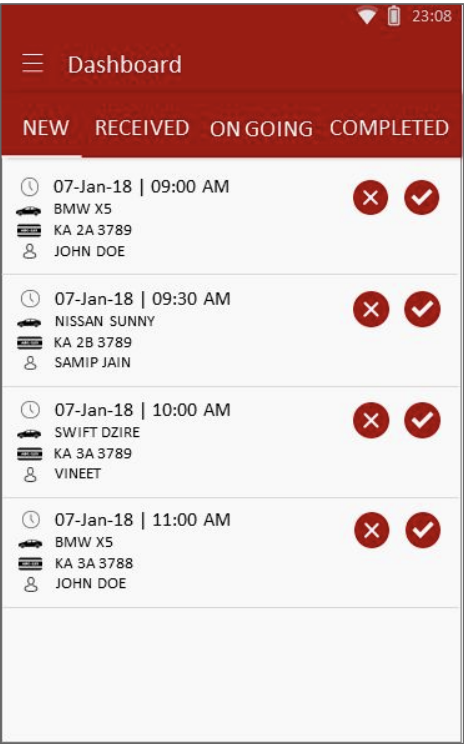 23:08
Dashboard
NEW RECEIVED ON GOING COMPLETED
07-Jan-18 | 09:00 AM
BMW X5
KA 2A 3789
JOHN DOE
07-Jan-18 | 09:30 AM
NISSAN SUNNY
KA 2B 3789
SAMIP JAIN
07-Jan-18 | 10:00 AM
SWIFT DZIRE
KA 3A 3789
VINEET
07-Jan-18 | 11:00 AM
BMW X5
KA 3A 3788
JOHN DOE